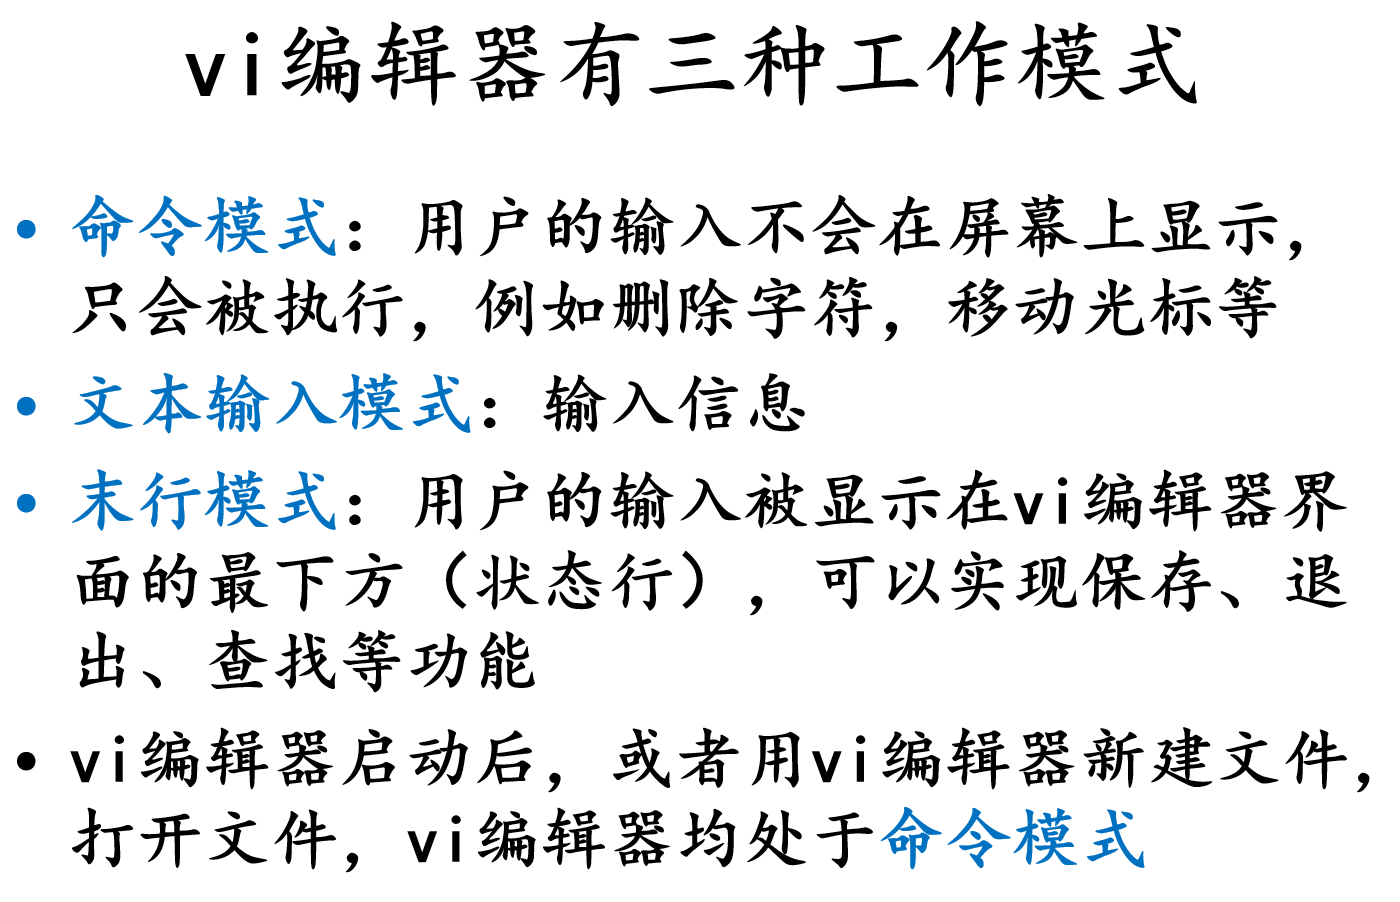 vi编辑器有三种工作模式
• 命令模式：用户的输入不会在屏幕上显示，
只会被执行，例如删除字符，移动光标等
• 文本输入模式：输入信息
• 末行模式：用户的输入被显示在vi编辑器界
面的最下方（状态行），可以实现保存、退
出、查找等功能
• vi编辑器启动后，或者用vi编辑器新建文件，
打开文件，vi编辑器均处于命令模式